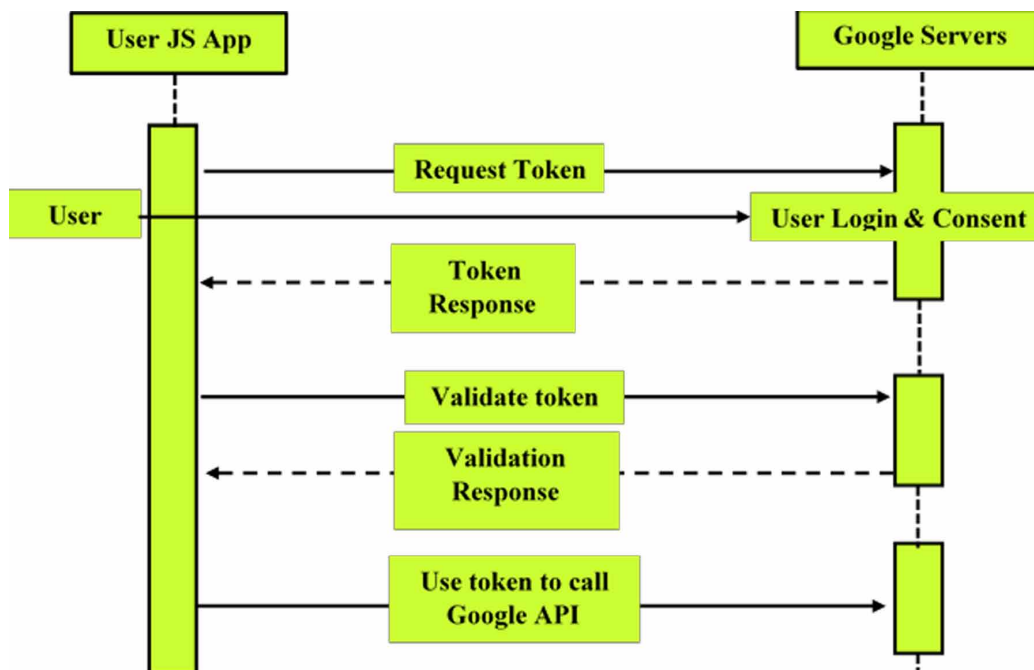 User JS App
Google Servers
Request Token
User
User Login & Consent
Token
Response
Validate token
Validation
Response
Use token to call
Google API